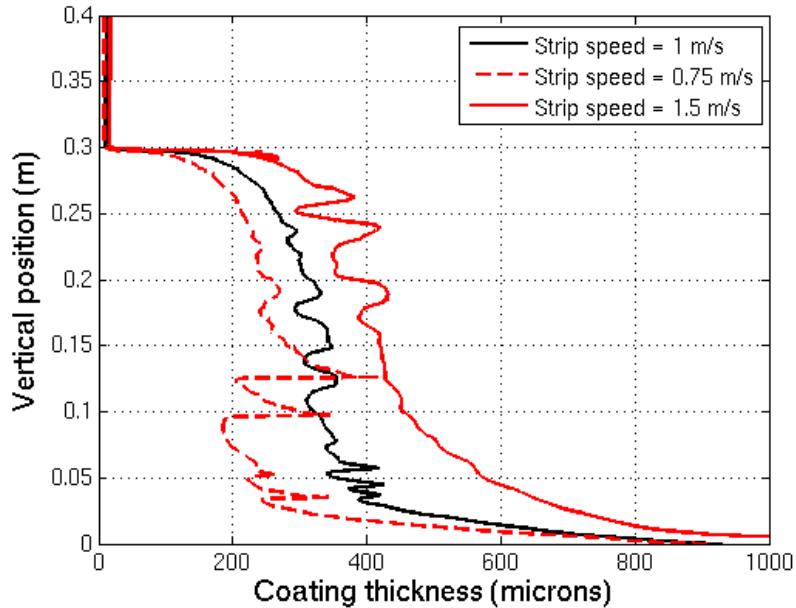 0.4
0.35
0.3
0.25
0.2
0.15
0.1
0.05
0
Vertical position (m)
Strip speed = 1 m/s
Strip speed = 0.75 m/s
Strip speed = 1.5 m/s
0 200 400 600 800 1000
Coating thickness (microns)